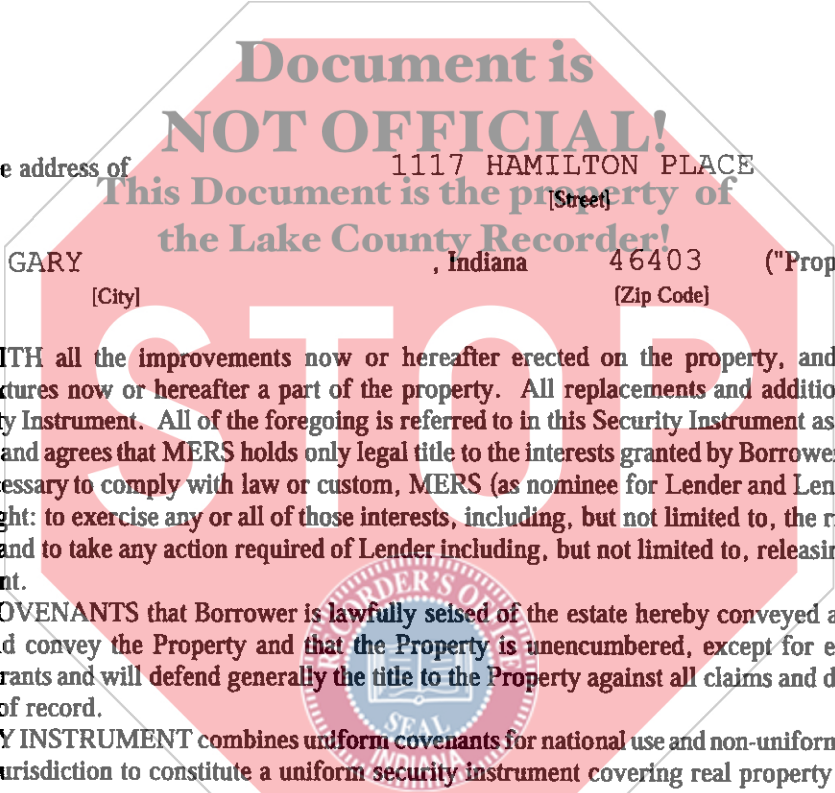 Document is
NOT OFFICIAL!
e address of 1117 HAMILTON PLACE
This Document is the property of
[Street]
the Lake County Recorder!
GARY , Indiana 46403 ("Prop
[City] [Zip Code]
STOP
ITH all the improvements now or hereafter erected on the property, and
tures now or hereafter a part of the property. All replacements and additio
ty Instrument. All of the foregoing is referred to in this Security Instrument as
and agrees that MERS holds only legal title to the interests granted by Borrowe
essary to comply with law or custom, MERS (as nominee for Lender and Len
ght: to exercise any or all of those interests, including, but not limited to, the r
and to take any action required of Lender including, but not limited to, releasin
nt.
OVENANTS that Borrower is lawfully seised of the estate hereby conveyed a
d convey the Property and that the Property is unencumbered, except for e
rants and will defend generally the title to the Property against all claims and d
of record.
Y INSTRUMENT combines uniform covenants for national use and non-uniform
urisdiction to constitute a uniform security instrument covering real property
RECORDER'S OFFICE
SEAL
INDIANA